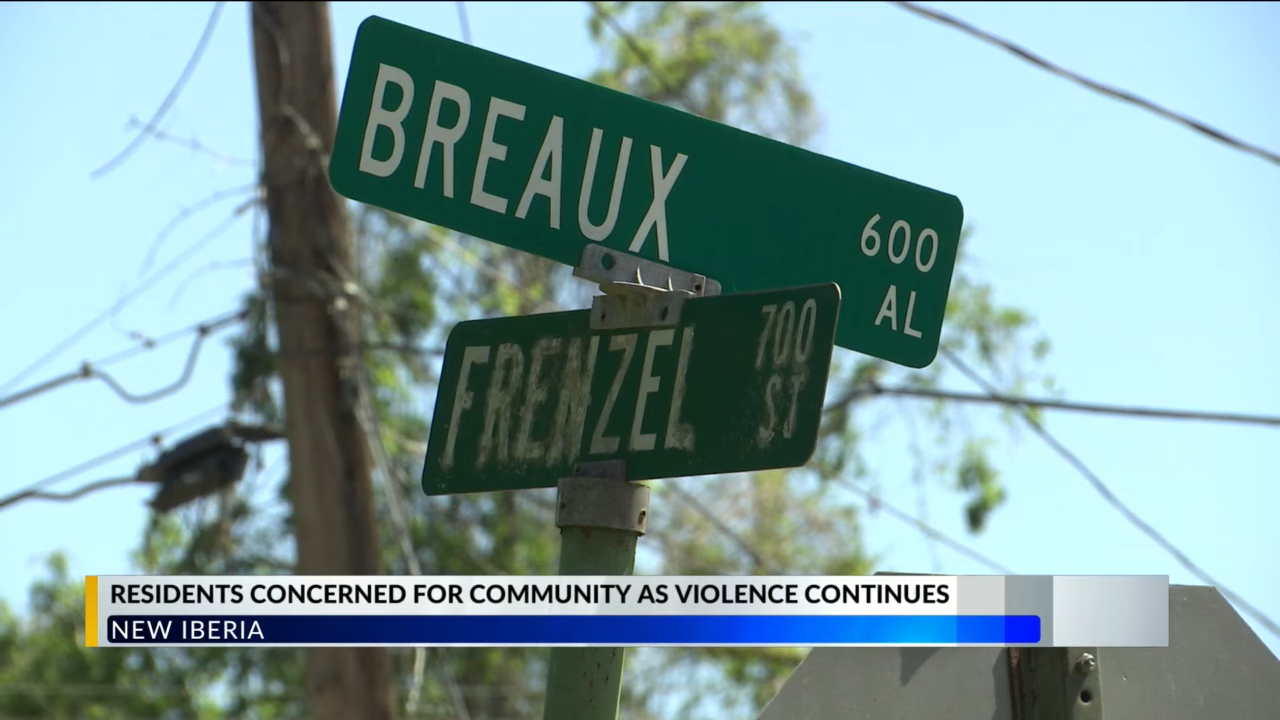 BREAUX
600
AL
FRENZEL
700
ST
RESIDENTS CONCERNED FOR COMMUNITY AS VIOLENCE CONTINUES
NEW IBERIA